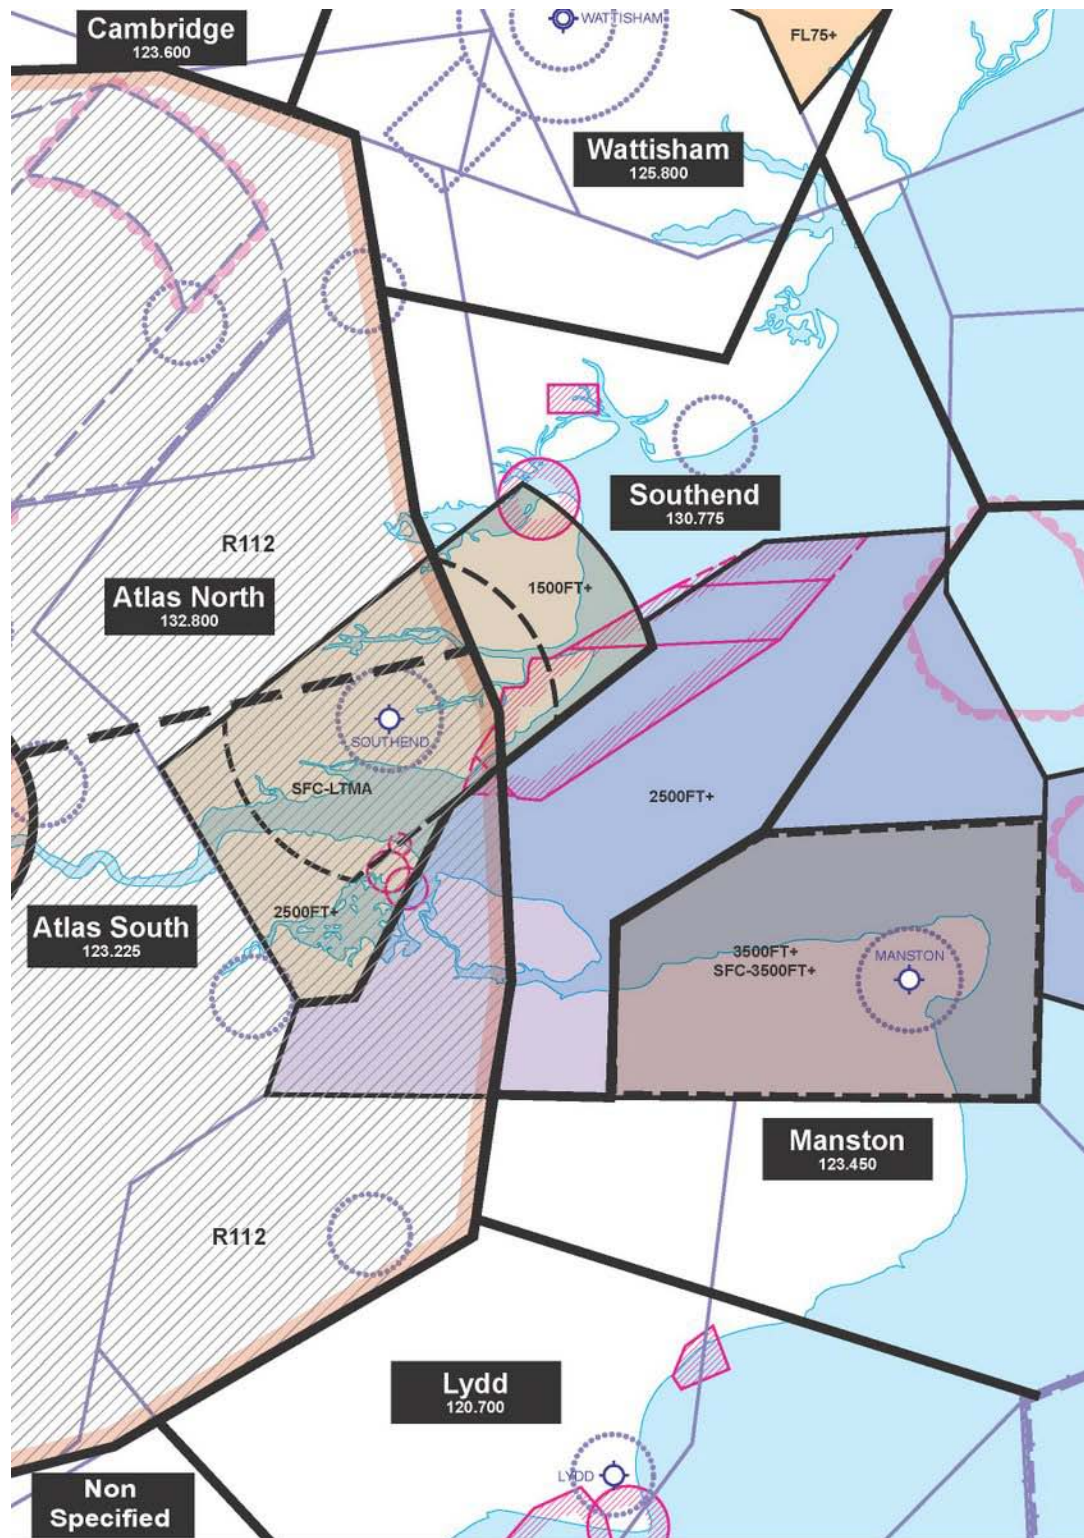 Cambridge
123.600
WATTISHAM
FL75+
Wattisham
125.800
Southend
130.775
R112
1500FT+
Atlas North
132.800
SOUTHEND
SFC-LTMA
2500FT+
2500FT+
Atlas South
123.225
3500FT+
SFC-3500FT+
MANSTON
Manston
123.450
R112
Lydd
120.700
LYDD
Non
Specified